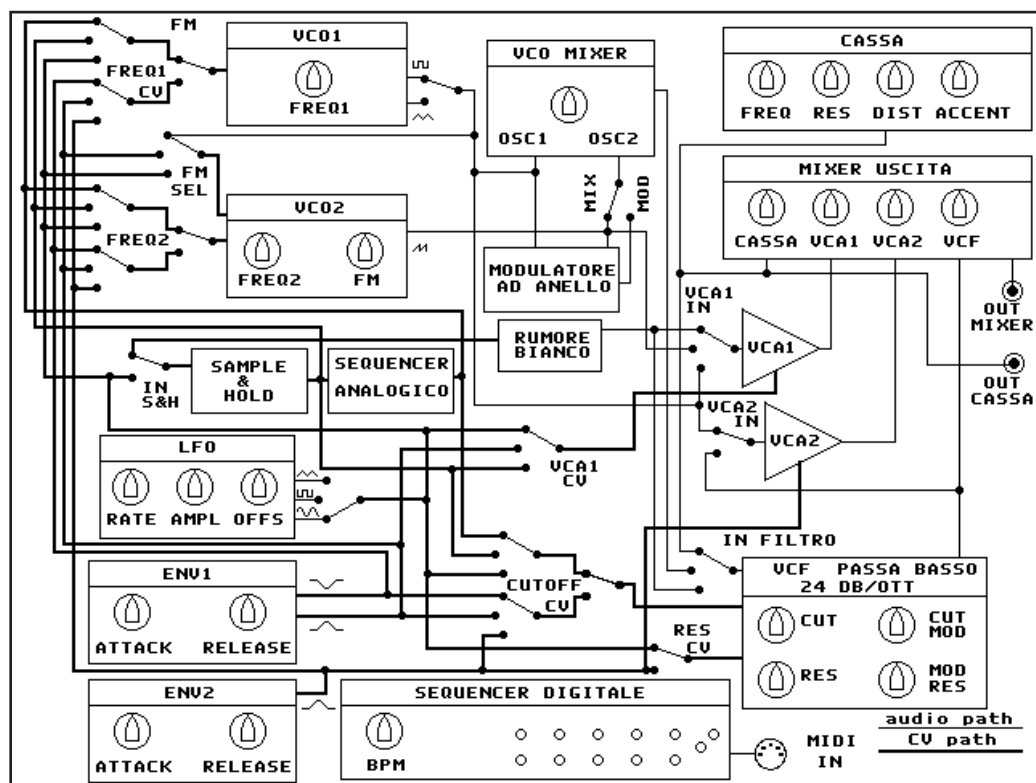 FM
VCO1
FREQ1
FREQ1
CV
VCO MIXER
OSC1
OSC2
CASSA
FREQ
RES
DIST
ACCENT
FM
SEL
VCO2
FREQ2
FREQ2
FM
MIX
MOD
MODULATORE
AD ANELLO
MIXER USCITA
CASSA
VCA1
VCA2
VCF
OUT
MIXER
VCA1
IN
VCA1
RUMORE
BIANCO
SAMPLE
&
HOLD
SEQUENCER
ANALOGICO
IN
S&H
OUT
CASSA
VCA2
IN
VCA2
VCA1
CV
LFO
RATE
AMPL
OFFS
IN FILTRO
VCF PASSA BASSO
24 DB/OTT
CUT
CUT
MOD
RES
MOD
RES
CUTOFF
CV
RES
CV
ENV1
ATTACK
RELEASE
ENV2
ATTACK
RELEASE
SEQUENCER DIGITALE
BPM
MIDI
IN
audio path
CV path